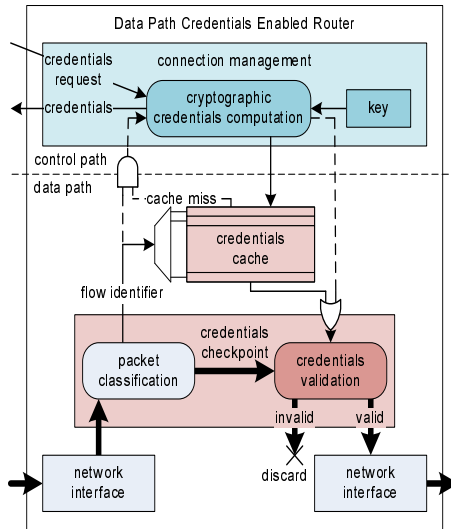 Data Path Credentials Enabled Router
credentials
request
connection management
credentials
cryptographic
credentials computation
key
control path
data path
cache miss
credentials
cache
flow identifier
credentials
checkpoint
packet
classification
credentials
validation
invalid
valid
discard
network
interface
network
interface